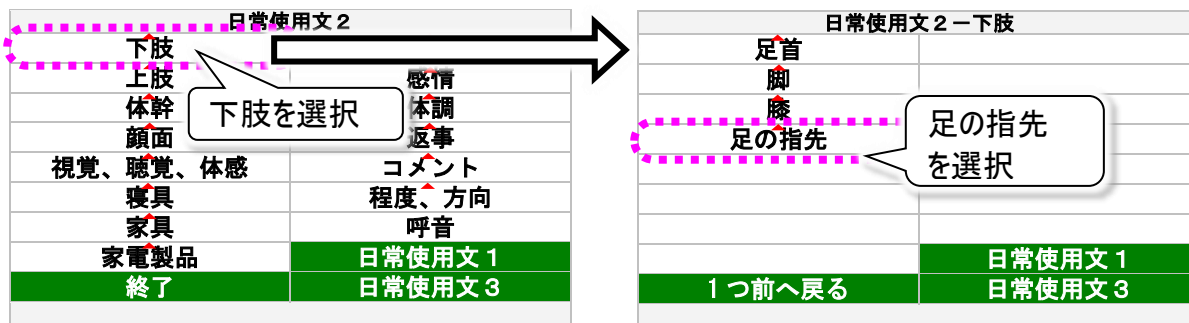 日常使用文2
下肢
上肢
感情
体幹
体調
顔面
返事
視覚、聴覚、体感
コメント
寝具
程度、方向
家具
呼音
家電製品
日常使用文1
終了
日常使用文3
下肢を選択
日常使用文2－下肢
足首
脚
膝
足の指先
日常使用文1
1つ前へ戻る
日常使用文3
足の指先
を選択